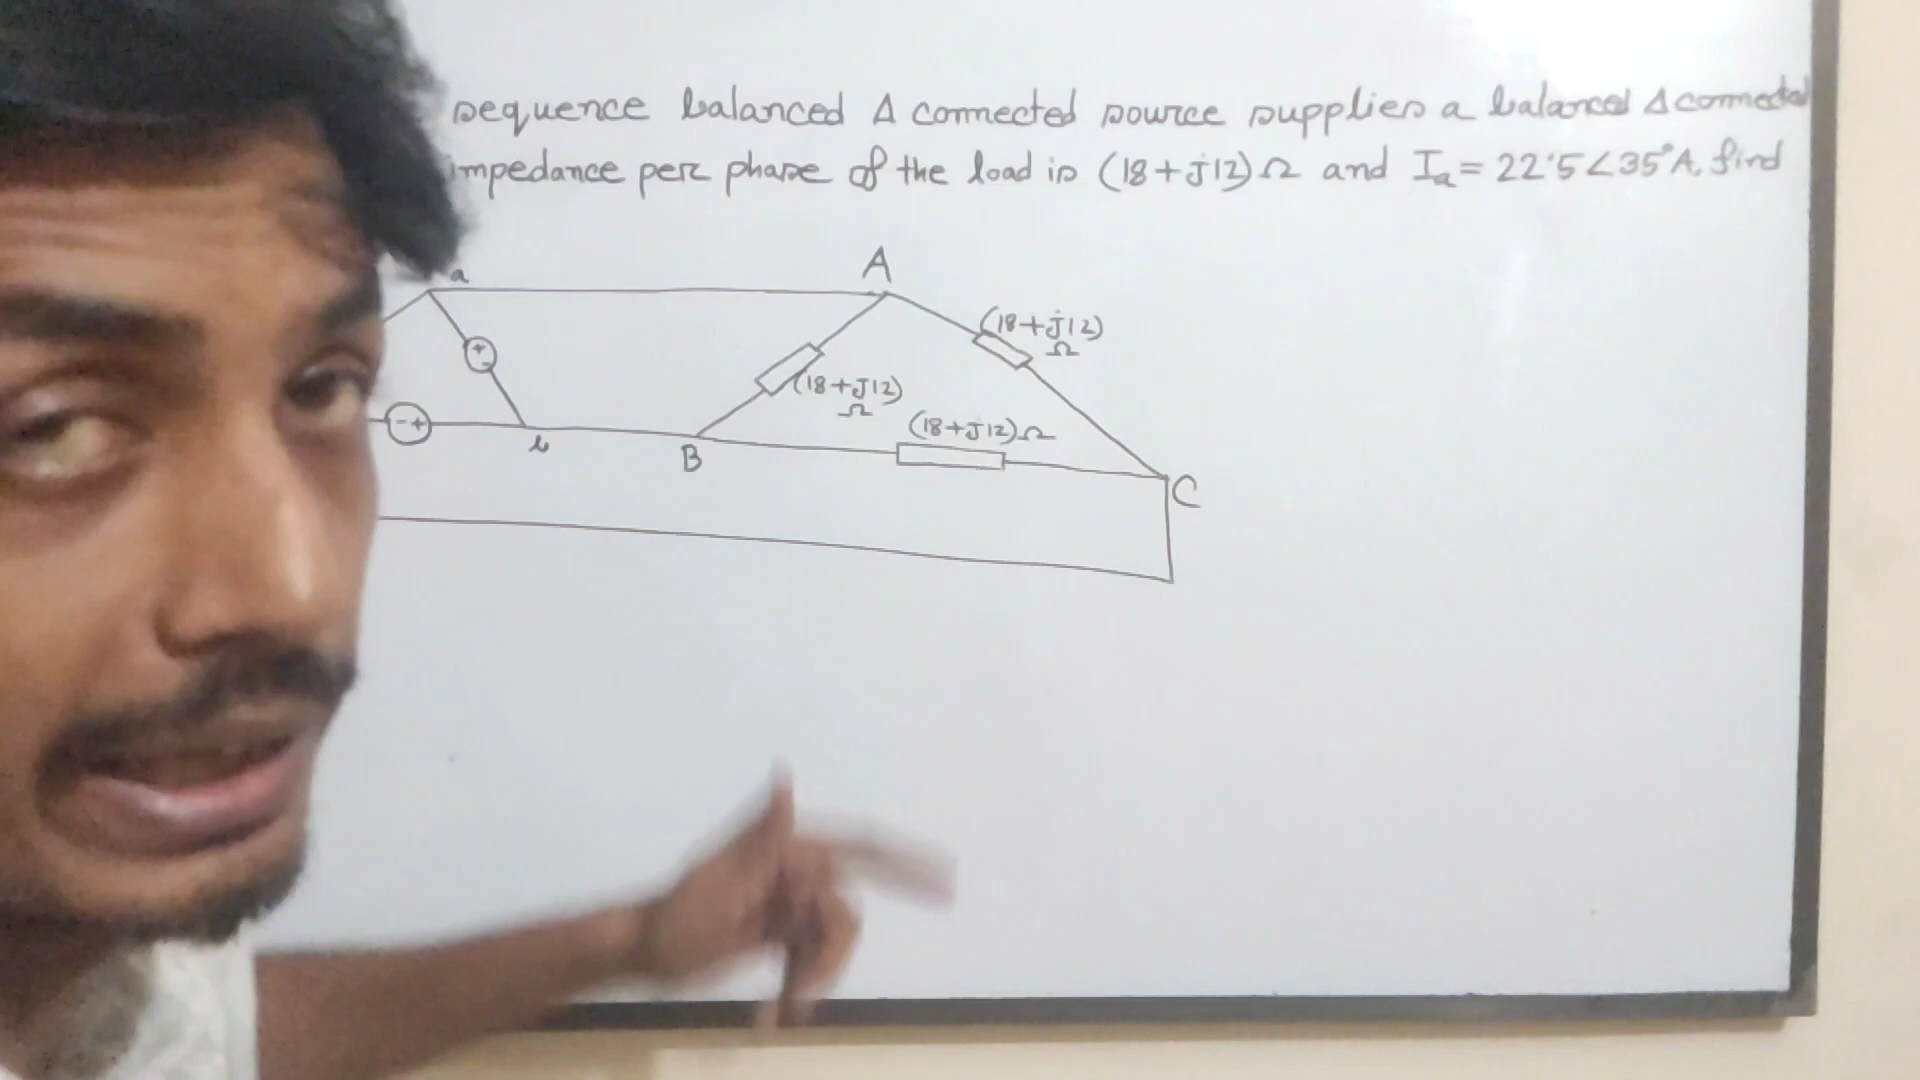 sequence balanced Δ connected source supplies a balanced Δ connected
impedance per phase of the load is (18+j12)Ω and Ia = 22.5∠35°A, find
a
A
(18+j12)
Ω
+
(18+J12)
Ω
(18+J12)Ω
-+
b
B
C